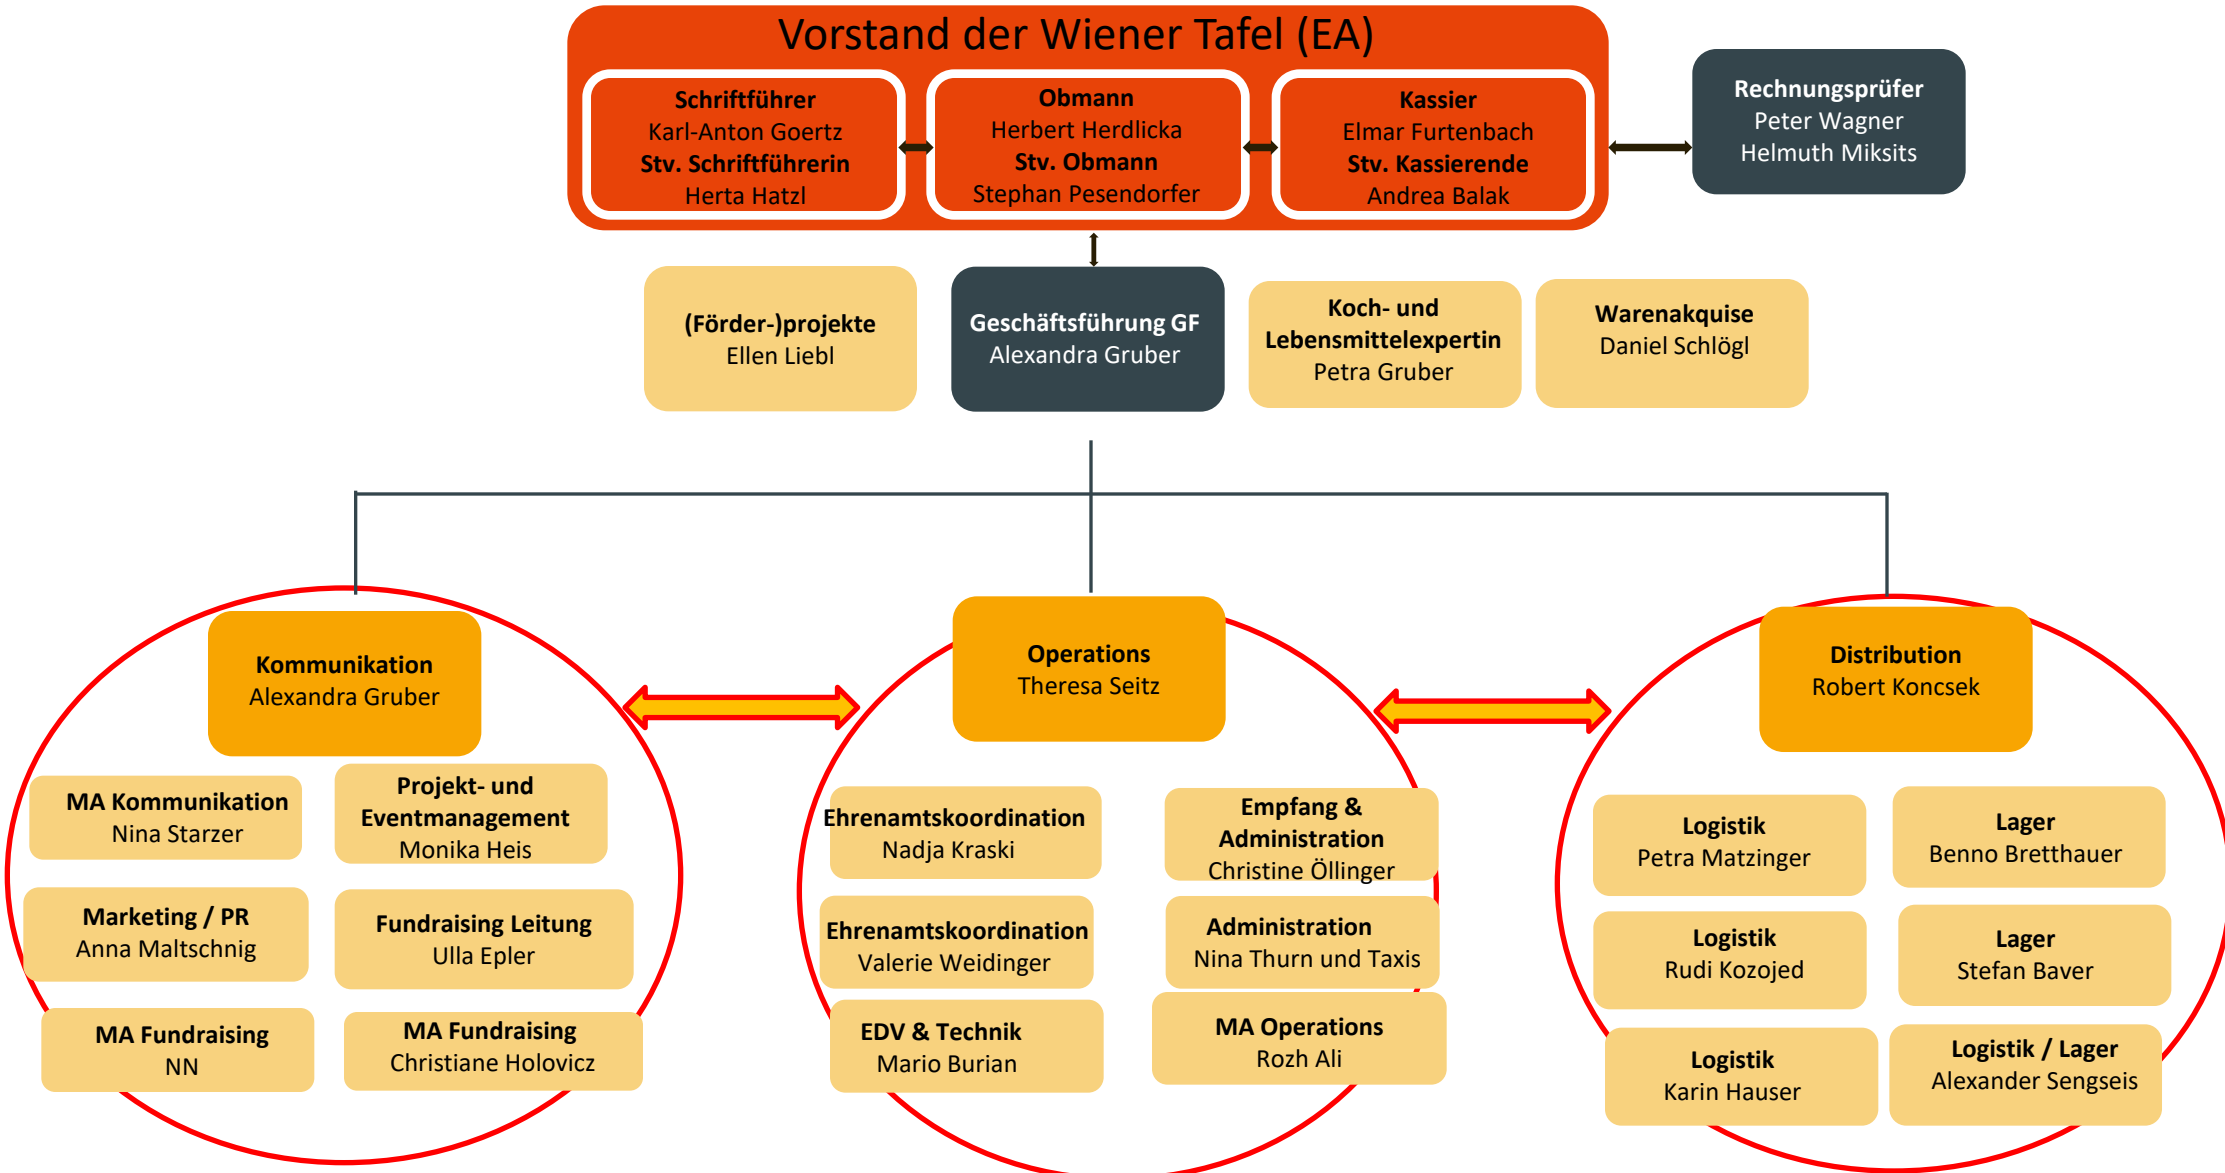 Vorstand der Wiener Tafel (EA)
Schriftführer
Karl-Anton Goertz
Stv. Schriftführerin
Herta Hatzl
Obmann
Herbert Herdlicka
Stv. Obmann
Stephan Pesendorfer
Kassier
Elmar Furtenbach
Stv. Kassierende
Andrea Balak
Rechnungsprüfer
Peter Wagner
Helmuth Miksits
(Förder-)projekte
Ellen Liebl
Geschäftsführung GF
Alexandra Gruber
Koch- und
Lebensmittelexpertin
Petra Gruber
Warenakquise
Daniel Schlögl
Kommunikation
Alexandra Gruber
MA Kommunikation
Nina Starzer
Projekt- und
Eventmanagement
Monika Heis
Marketing / PR
Anna Maltschnig
Fundraising Leitung
Ulla Epler
MA Fundraising
NN
MA Fundraising
Christiane Holovicz
Operations
Theresa Seitz
Ehrenamtskoordination
Nadja Kraski
Empfang &
Administration
Christine Öllinger
Ehrenamtskoordination
Valerie Weidinger
Administration
Nina Thurn und Taxis
EDV & Technik
Mario Burian
MA Operations
Rozh Ali
Distribution
Robert Koncsek
Logistik
Petra Matzinger
Lager
Benno Bretthauer
Logistik
Rudi Kozojed
Lager
Stefan Baver
Logistik
Karin Hauser
Logistik / Lager
Alexander Sengseis